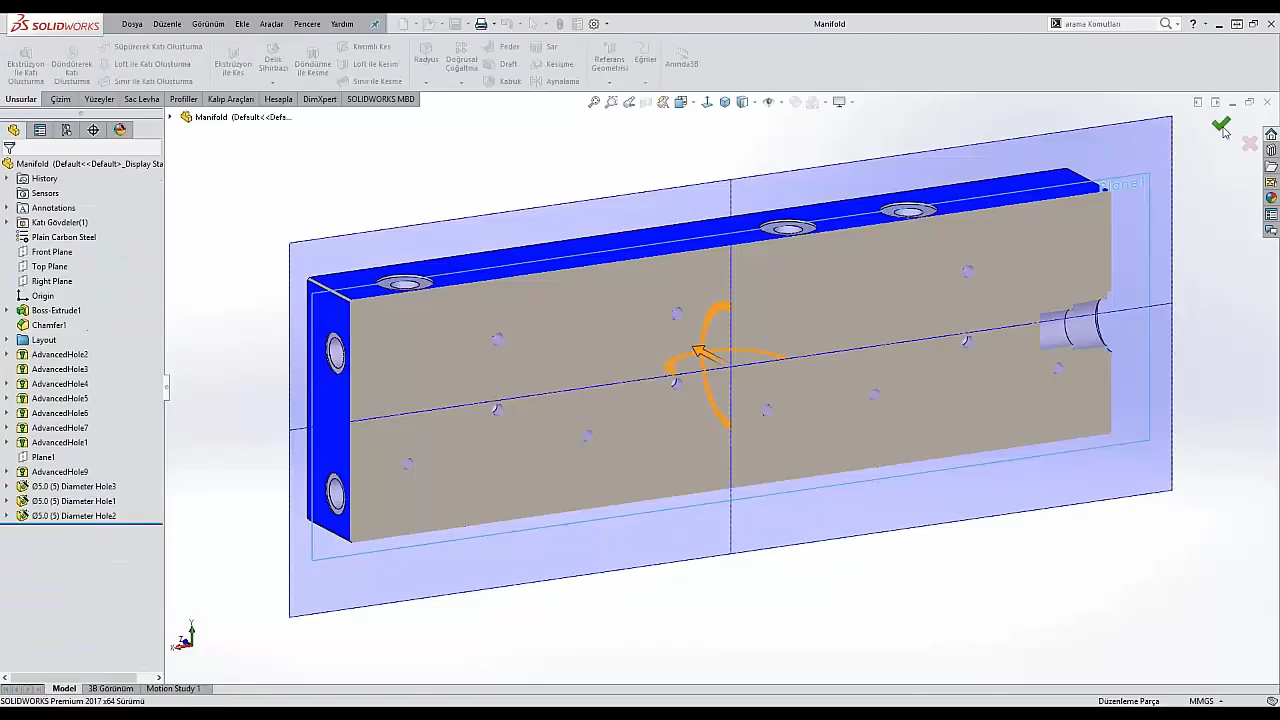 SOLIDWORKS
Dosya Düzenle Görünüm Ekle Araçlar Pencere Yardım
Manifold
arama Komutları
Ekstrüzyon ile Katı Oluşturma
Döndürerek Katı Oluşturma
Süpürerek Katı Oluşturma
Loft ile Katı Oluşturma
Sınır ile Katı Oluşturma
Ekstrüzyon ile Kes
Delik Sihirbazı
Döndürme ile Kesme
Loft ile Kesim
Sınır ile Kesme
Radyus
Doğrusal Çoğaltma
Feder
Draft
Kabuk
Sar
Kesişme
Aynalama
Referans Geometrisi
Eğriler
Anında3B
Unsurlar Çizim Yüzeyler Sac Levha Profiller Kalıp Araçları Hesapla DimXpert SOLIDWORKS MBD
Manifold (Default<<Defa...
Manifold (Default<<Default>_Display Sta
History
Sensors
Annotations
Katı Gövdeler(1)
Plain Carbon Steel
Front Plane
Top Plane
Right Plane
Origin
Boss-Extrude1
Chamfer1
Layout
AdvancedHole2
AdvancedHole3
AdvancedHole4
AdvancedHole5
AdvancedHole6
AdvancedHole7
AdvancedHole1
Plane1
AdvancedHole9
Ø5.0 (5) Diameter Hole3
Ø5.0 (5) Diameter Hole1
Ø5.0 (5) Diameter Hole2
Plane1
Y
X
Z
Model 3B Görünüm Motion Study 1
SOLIDWORKS Premium 2017 x64 Sürümü
Düzenleme Parça
MMGS